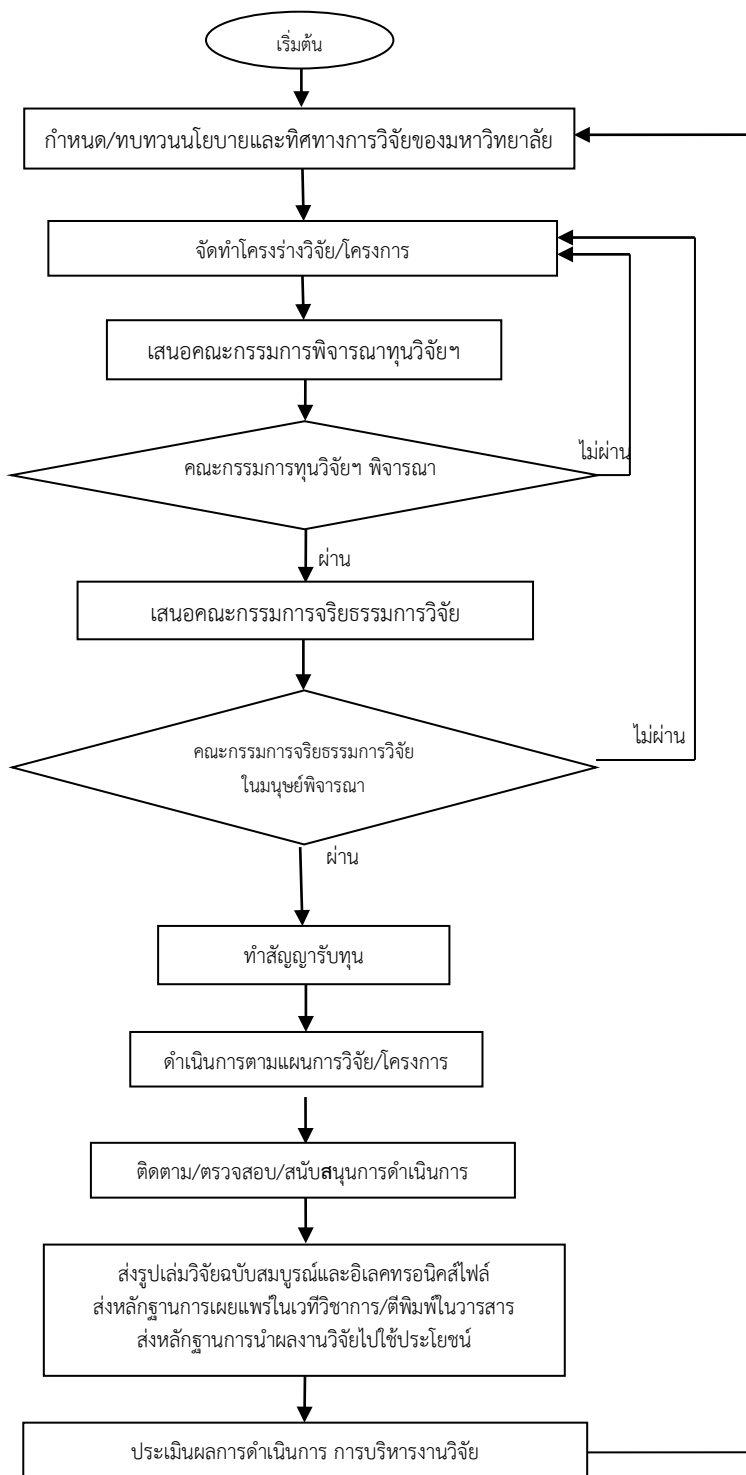 เริ่มต้น
กำหนด/ทบทวนนโยบายและทิศทางการวิจัยของมหาวิทยาลัย
จัดทำโครงร่างวิจัย/โครงการ
เสนอคณะกรรมการพิจารณาทุนวิจัยฯ
คณะกรรมการทุนวิจัยฯ พิจารณา
ไม่ผ่าน
ผ่าน
เสนอคณะกรรมการจริยธรรมการวิจัย
คณะกรรมการจริยธรรมการวิจัย
ในมนุษย์พิจารณา
ไม่ผ่าน
ผ่าน
ทำสัญญารับทุน
ดำเนินการตามแผนการวิจัย/โครงการ
ติดตาม/ตรวจสอบ/สนับสนุนการดำเนินการ
ส่งรูปเล่มวิจัยฉบับสมบูรณ์และอิเลคทรอนิคส์ไฟล์
ส่งหลักฐานการเผยแพร่ในเวทีวิชาการ/ตีพิมพ์ในวารสาร
ส่งหลักฐานการนำผลงานวิจัยไปใช้ประโยชน์
ประเมินผลการดำเนินการ การบริหารงานวิจัย